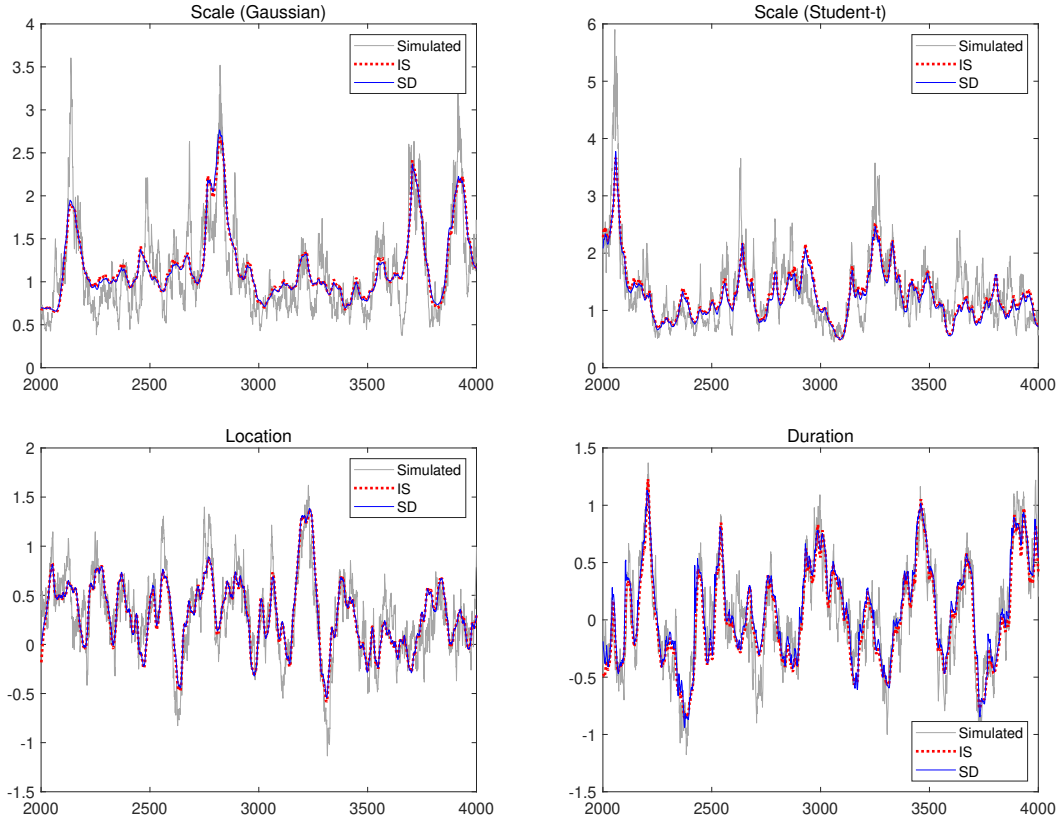 Scale (Gaussian)
4
3.5
3
2.5
2
1.5
1
0.5
0
2000 2500 3000 3500 4000
Simulated
IS
SD
Scale (Student-t)
6
5
4
3
2
1
0
2000 2500 3000 3500 4000
Simulated
IS
SD
Location
2
1.5
1
0.5
0
-0.5
-1
-1.5
2000 2500 3000 3500 4000
Simulated
IS
SD
Duration
1.5
1
0.5
0
-0.5
-1
-1.5
2000 2500 3000 3500 4000
Simulated
IS
SD